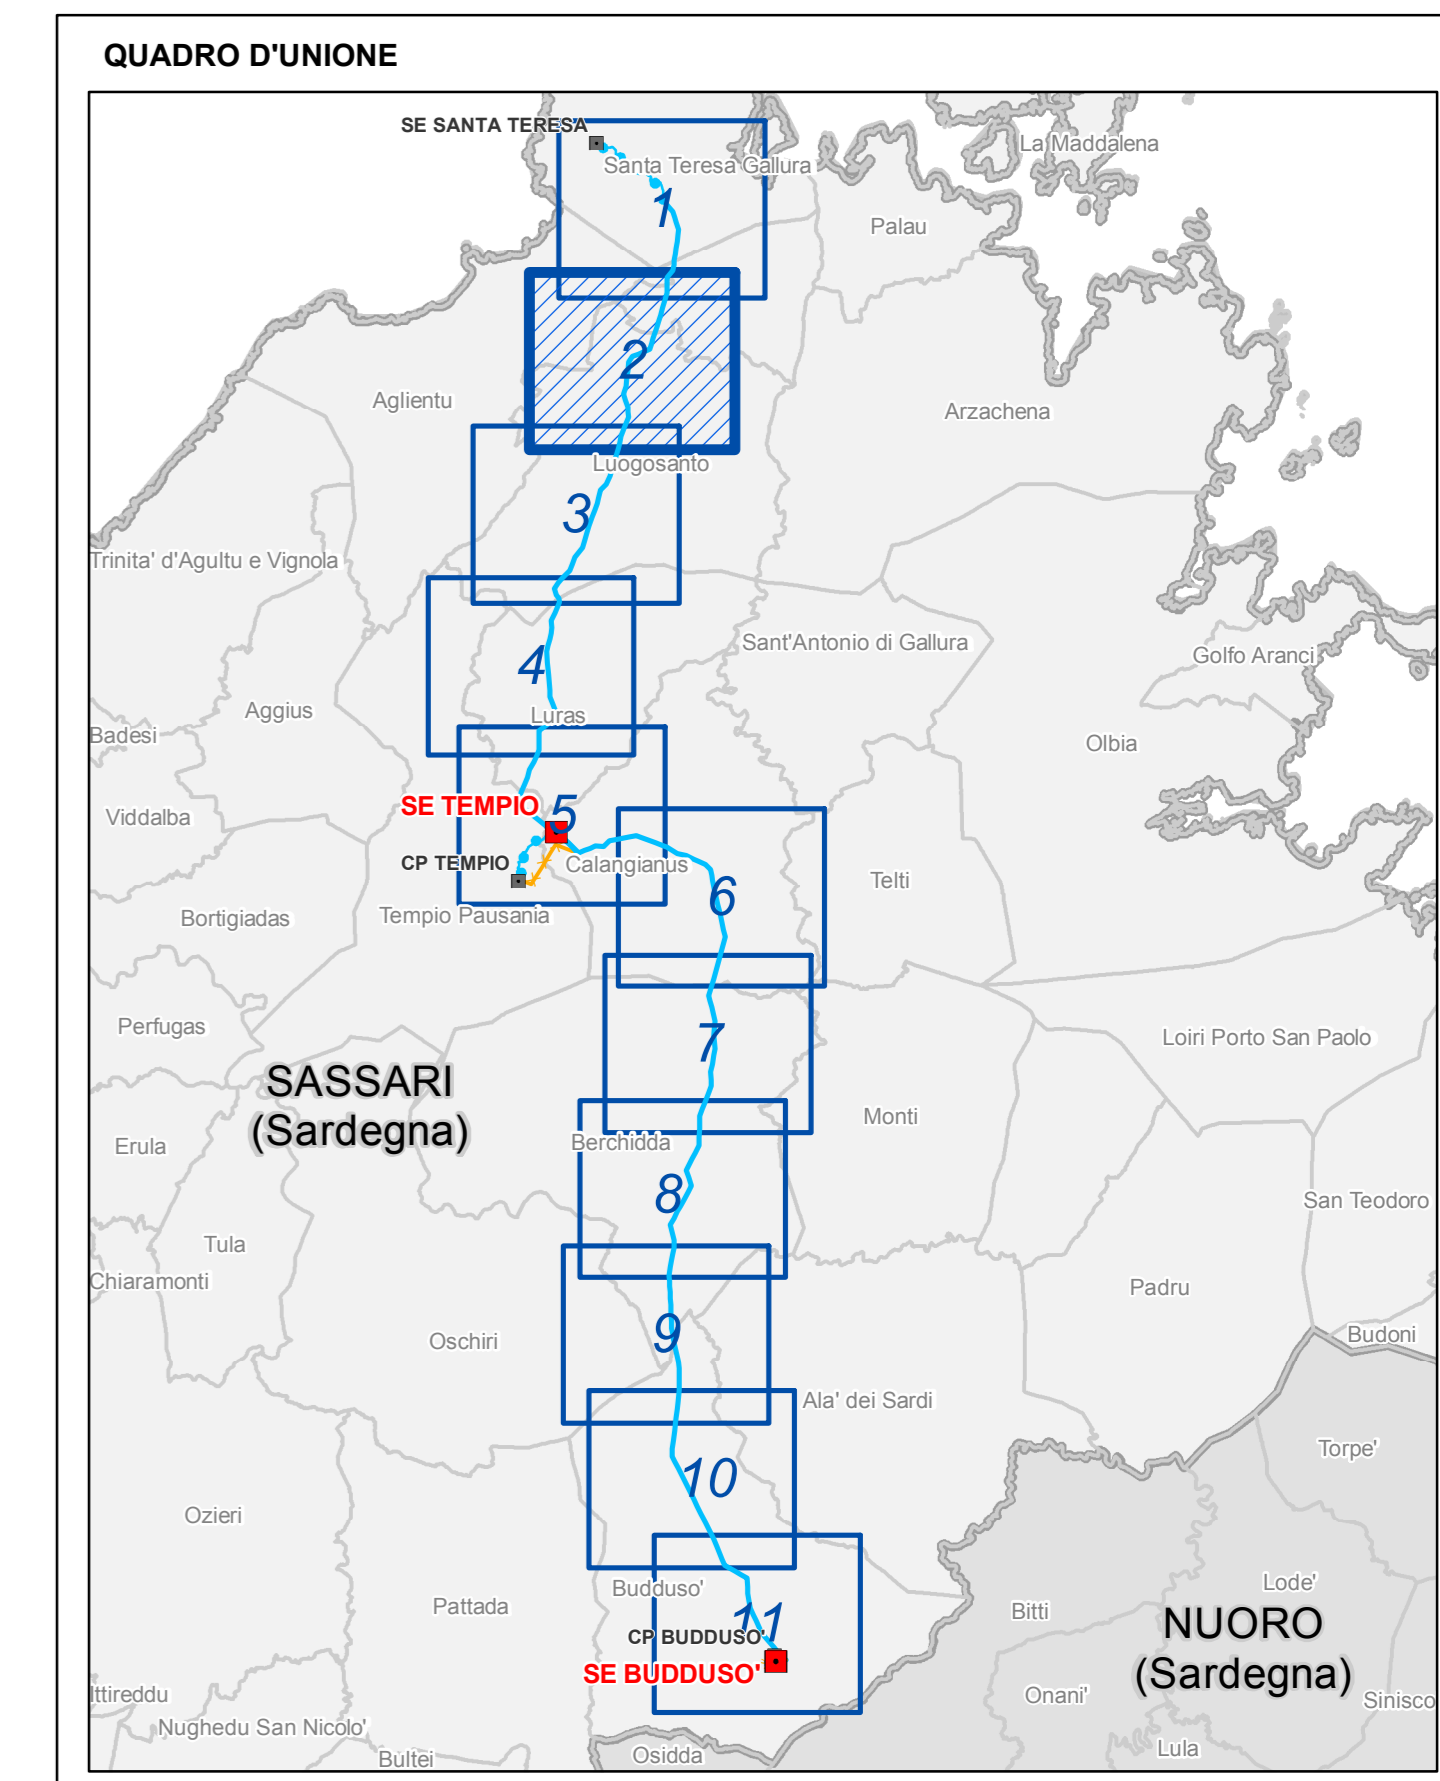 QUADRO D'UNIONE
SE SANTA TERESA
La Maddalena
Santa Teresa Gallura
1
Palau
2
Aglientu
Arzachena
Luogosanto
3
Trinita' d'Agultu e Vignola
Sant'Antonio di Gallura
Golfo Aranci
4
Aggius
Luras
Badesi
Olbia
SE TEMPIO
5
Viddalba
CP TEMPIO
Calangianus
Telti
6
Bortigiadas
Tempio Pausania
Perfugas
Loiri Porto San Paolo
7
SASSARI
(Sardegna)
Monti
Erula
Berchidda
8
San Teodoro
Tula
Chiaramonti
Padru
9
Oschiri
Budoni
Ala' dei Sardi
Torpe'
10
Ozieri
Lode'
Budduso'
Pattada
Bitti
11
NUORO
(Sardegna)
CP BUDDUSO'
SE BUDDUSO'
Ittireddu
Onani'
Sinisco
Nughedu San Nicolo'
Lula
Osidda
Bultei